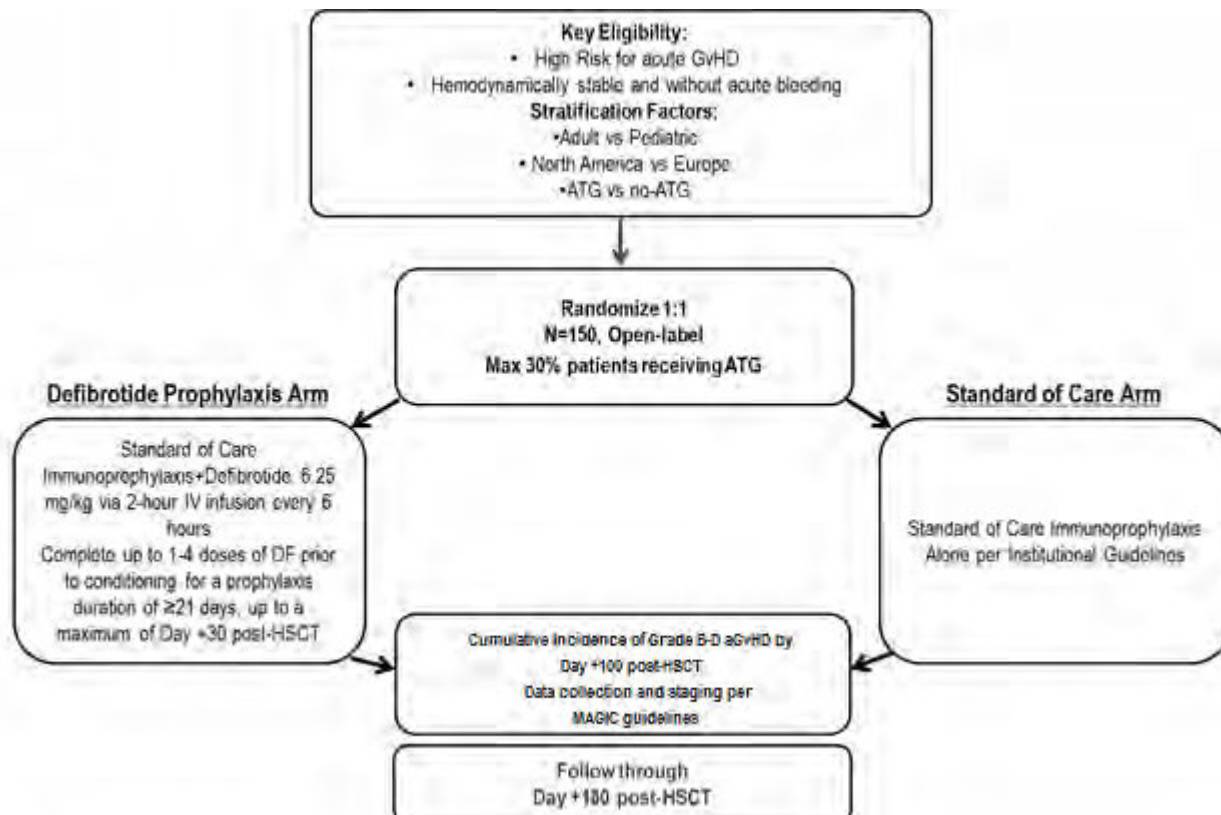 Key Eligibility:
• High Risk for acute GvHD
• Hemodynamically stable and without acute bleeding
Stratification Factors:
•Adult vs Pediatric
• North America vs Europe
•ATG vs no-ATG
Randomize 1:1
N=150, Open-label
Max 30% patients receiving ATG
Defibrotide Prophylaxis Arm
Standard of Care
Immunoprophylaxis+Defibrotide 6.25
mg/kg via 2-hour IV infusion every 6
hours
Complete up to 1-4 doses of DF prior
to conditioning for a prophylaxis
duration of ≥21 days, up to a
maximum of Day +30 post-HSCT
Standard of Care Arm
Standard of Care Immunoprophylaxis
Alone per Institutional Guidelines
Cumulative Incidence of Grade B-D aGvHD by
Day +100 post-HSCT
Data collection and staging per
MAGIC guidelines
Follow through
Day +180 post-HSCT